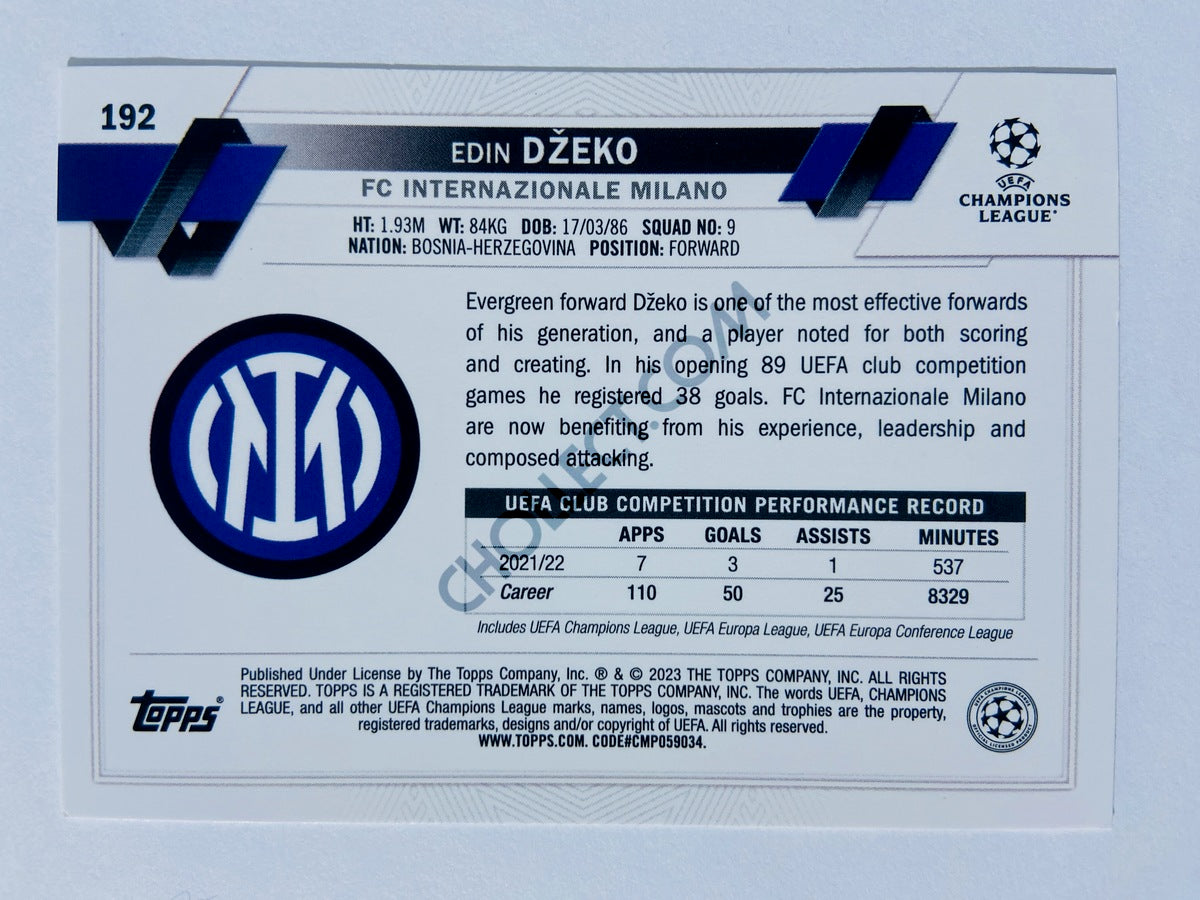 192
EDIN DŽEKO
FC INTERNAZIONALE MILANO
HT: 1.93M WT: 84KG DOB: 17/03/86 SQUAD NO: 9
NATION: BOSNIA-HERZEGOVINA POSITION: FORWARD
UEFA
CHAMPIONS
LEAGUE
Evergreen forward Džeko is one of the most effective forwards
of his generation, and a player noted for both scoring
and creating. In his opening 89 UEFA club competition
games he registered 38 goals. FC Internazionale Milano
are now benefiting from his experience, leadership and
composed attacking.
UEFA CLUB COMPETITION PERFORMANCE RECORD
APPS GOALS ASSISTS MINUTES
2021/22 7 3 1 537
Career 110 50 25 8329
Includes UEFA Champions League, UEFA Europa League, UEFA Europa Conference League
CHOLLECT.COM
Published Under License by The Topps Company, Inc. ® & © 2023 THE TOPPS COMPANY, INC. ALL RIGHTS
RESERVED. TOPPS IS A REGISTERED TRADEMARK OF THE TOPPS COMPANY, INC. The words UEFA, CHAMPIONS
LEAGUE, and all other UEFA Champions League marks, names, logos, mascots and trophies are the property,
registered trademarks, designs and/or copyright of UEFA. All rights reserved.
WWW.TOPPS.COM. CODE#CMP059034.
Topps®
UEFA CHAMPIONS LEAGUE
OFFICIAL LICENSED PRODUCT